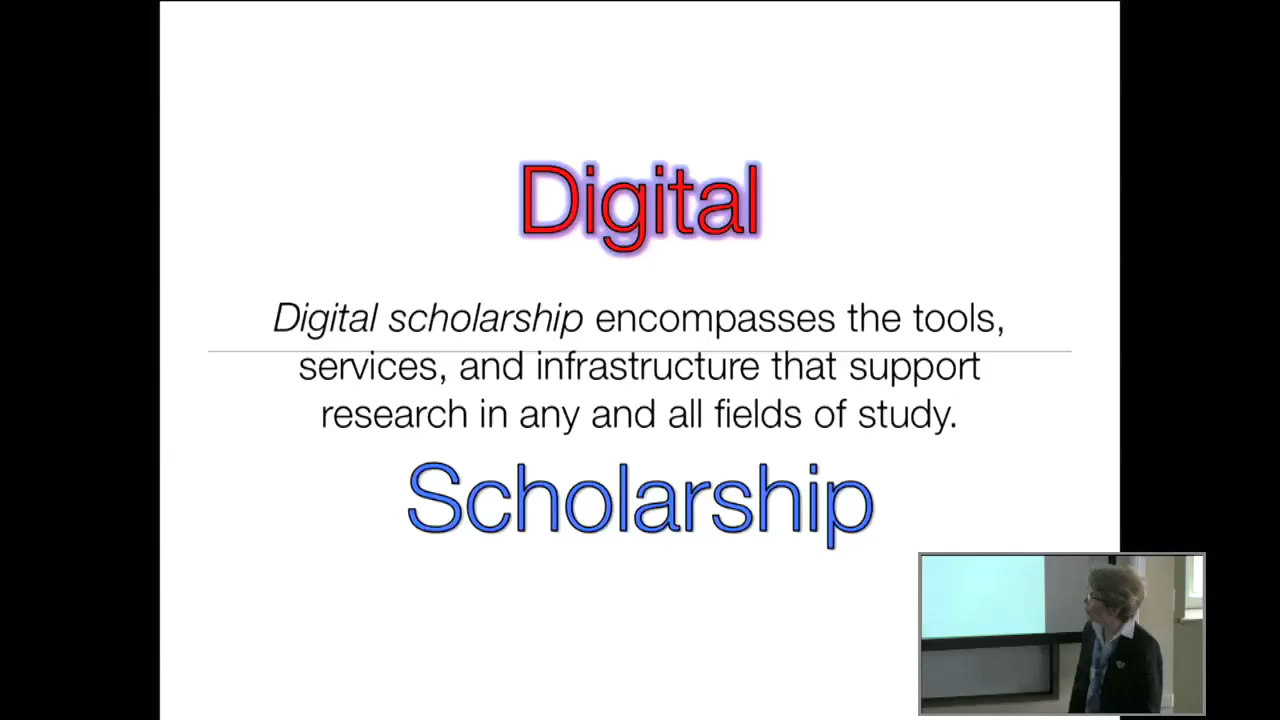 Digital
Digital scholarship encompasses the tools,
services, and infrastructure that support
research in any and all fields of study.
Scholarship